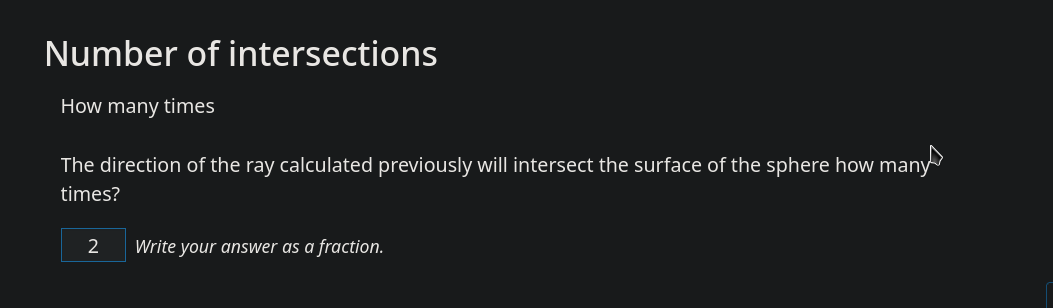 Number of intersections
How many times
The direction of the ray calculated previously will intersect the surface of the sphere how many
times?
2 Write your answer as a fraction.